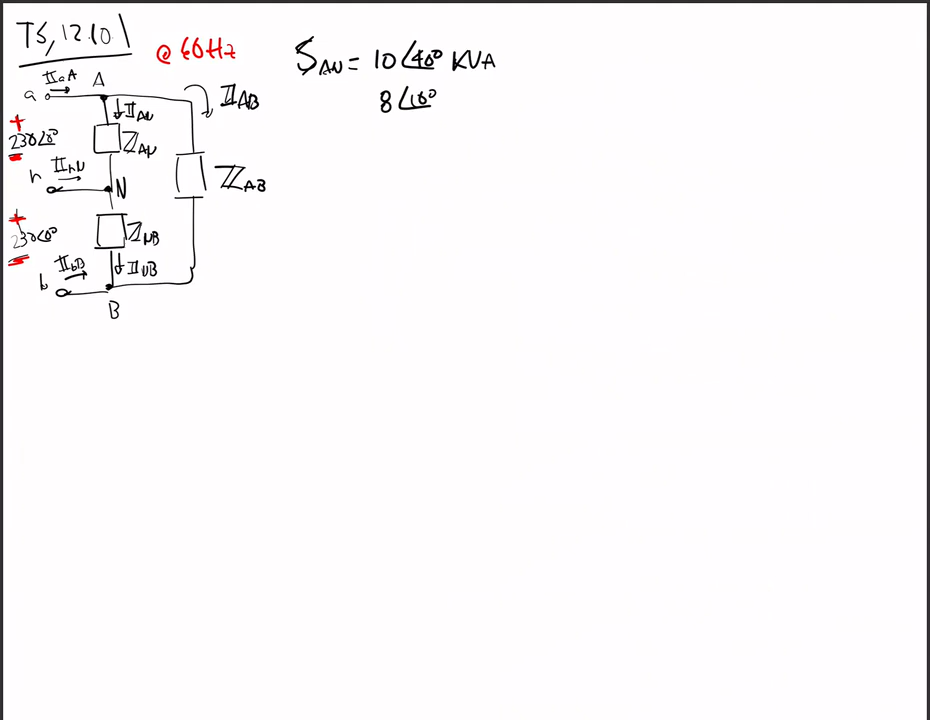 TS, 12.10.1
@ 60Hz
S_AN = 10∠40° KVA
8∠10°
I_aA
a
A
I_AN
I_AB
+
230∠0°
Z_AN
I_nN
n
N
Z_AB
+
230∠0°
Z_NB
I_bB
I_NB
b
B